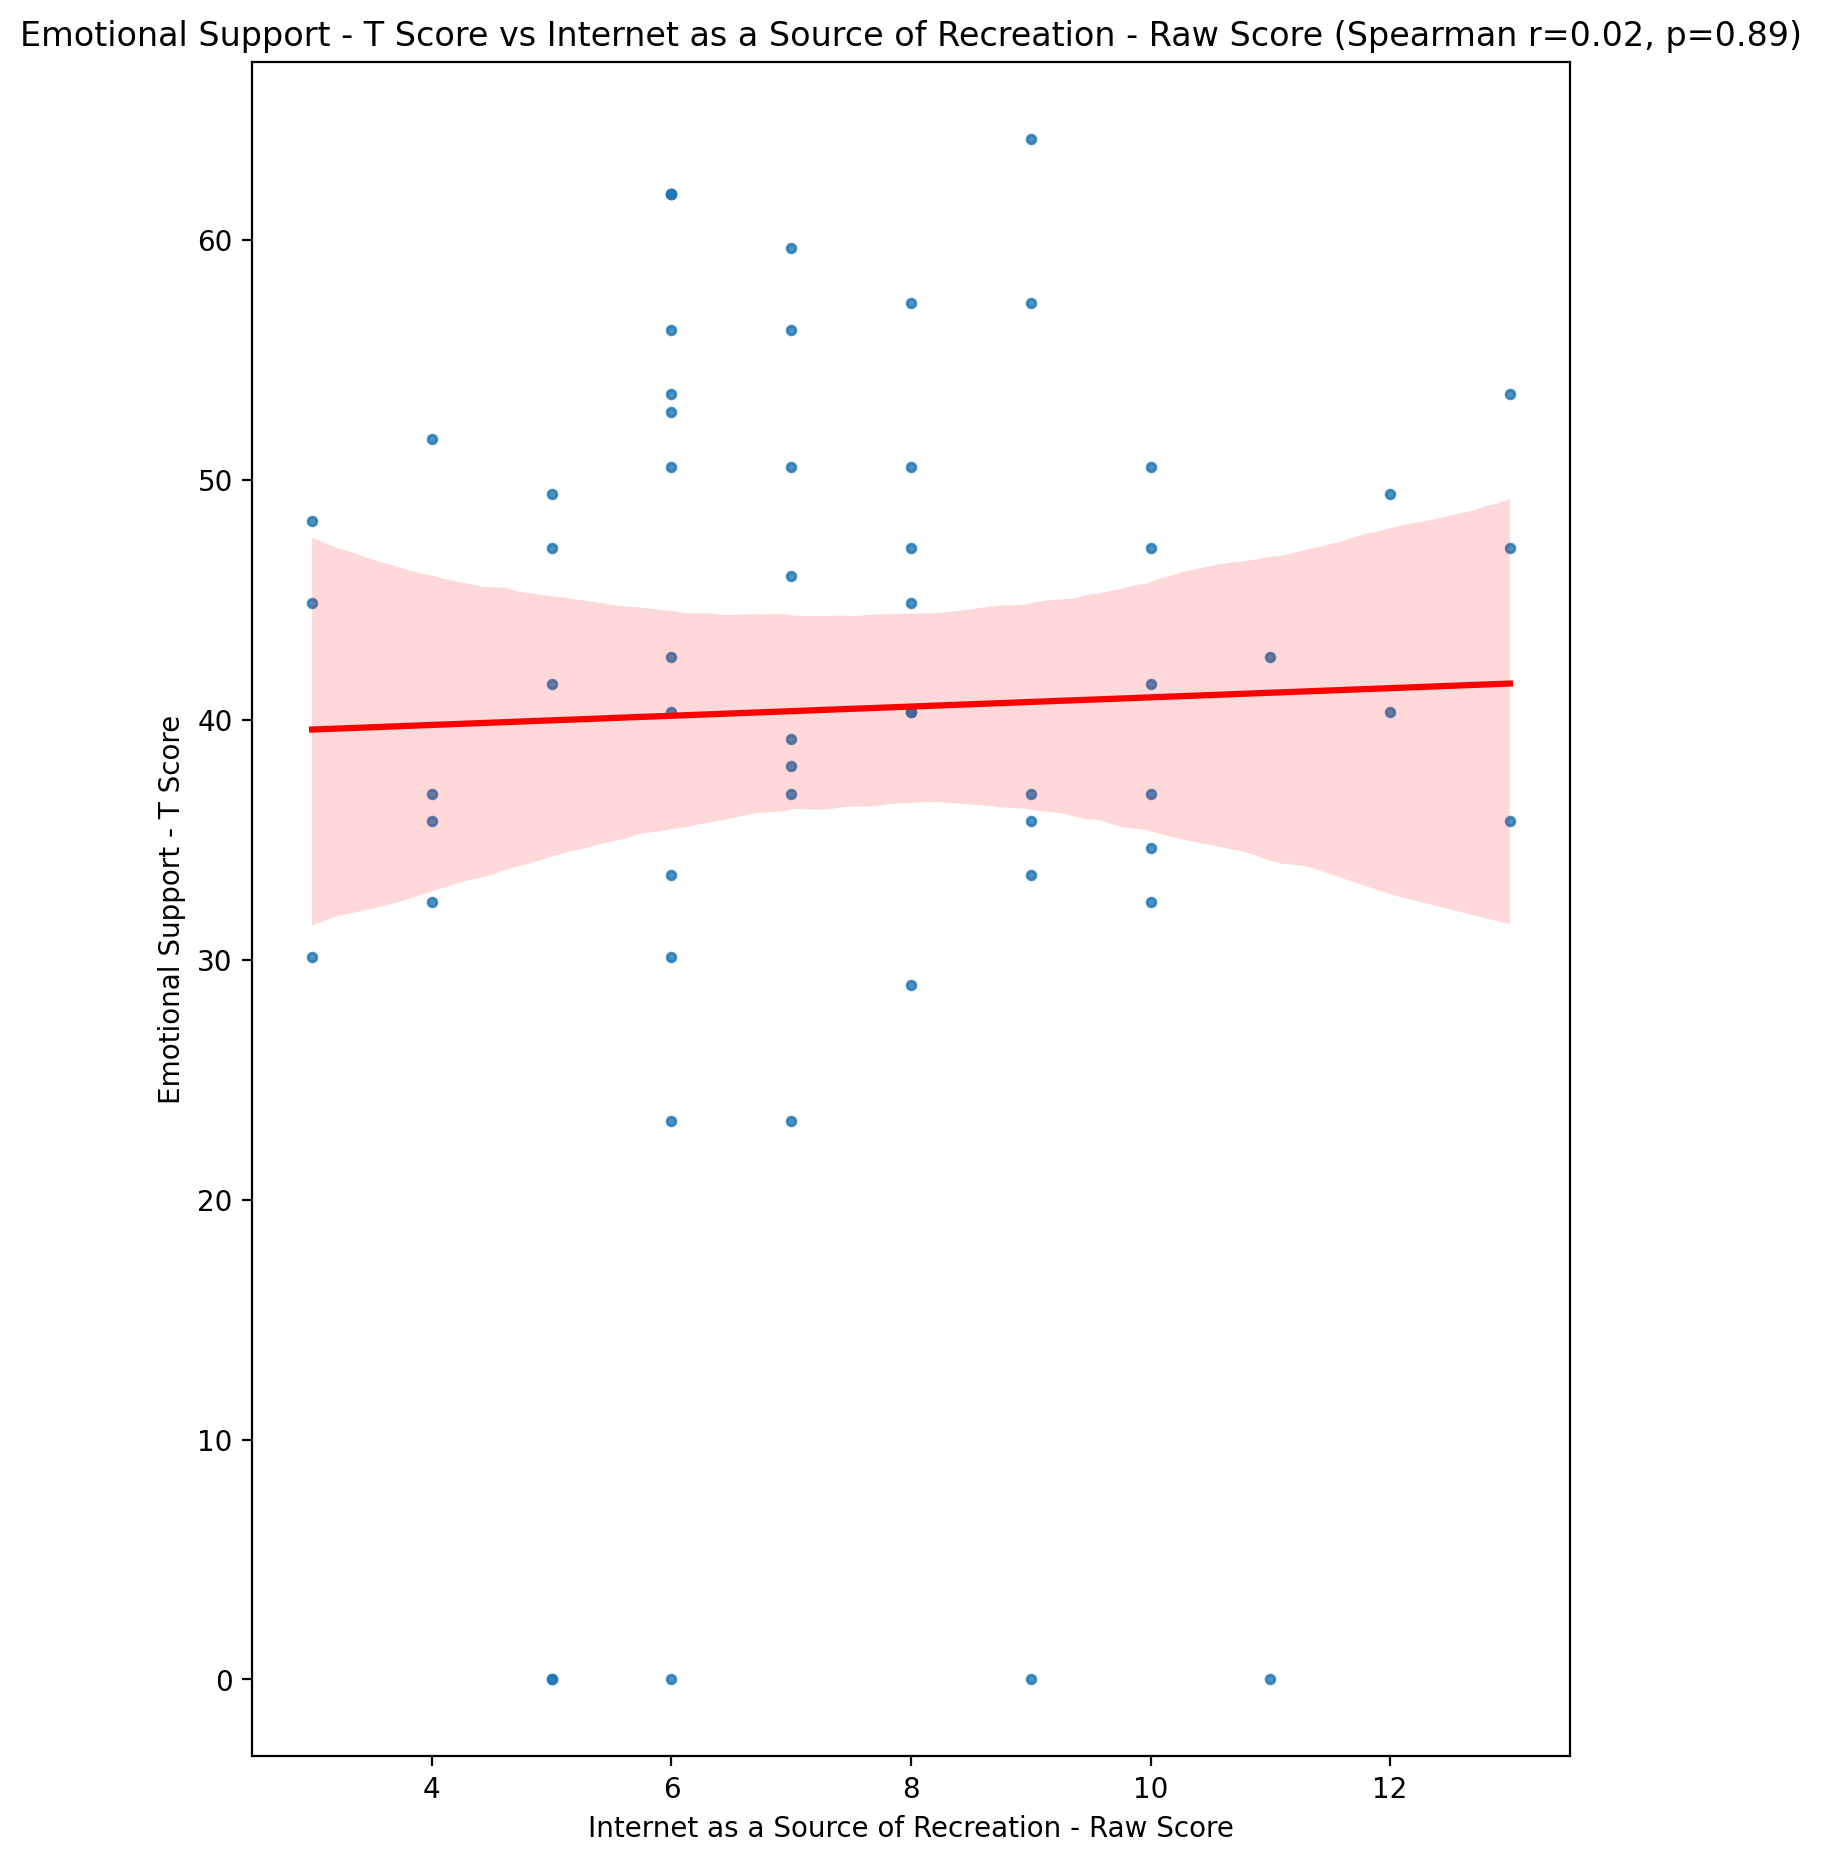 Emotional Support - T Score vs Internet as a Source of Recreation - Raw Score (Spearman r=0.02, p=0.89)
Emotional Support - T Score
60
50
40
30
20
10
0
4 6 8 10 12
Internet as a Source of Recreation - Raw Score